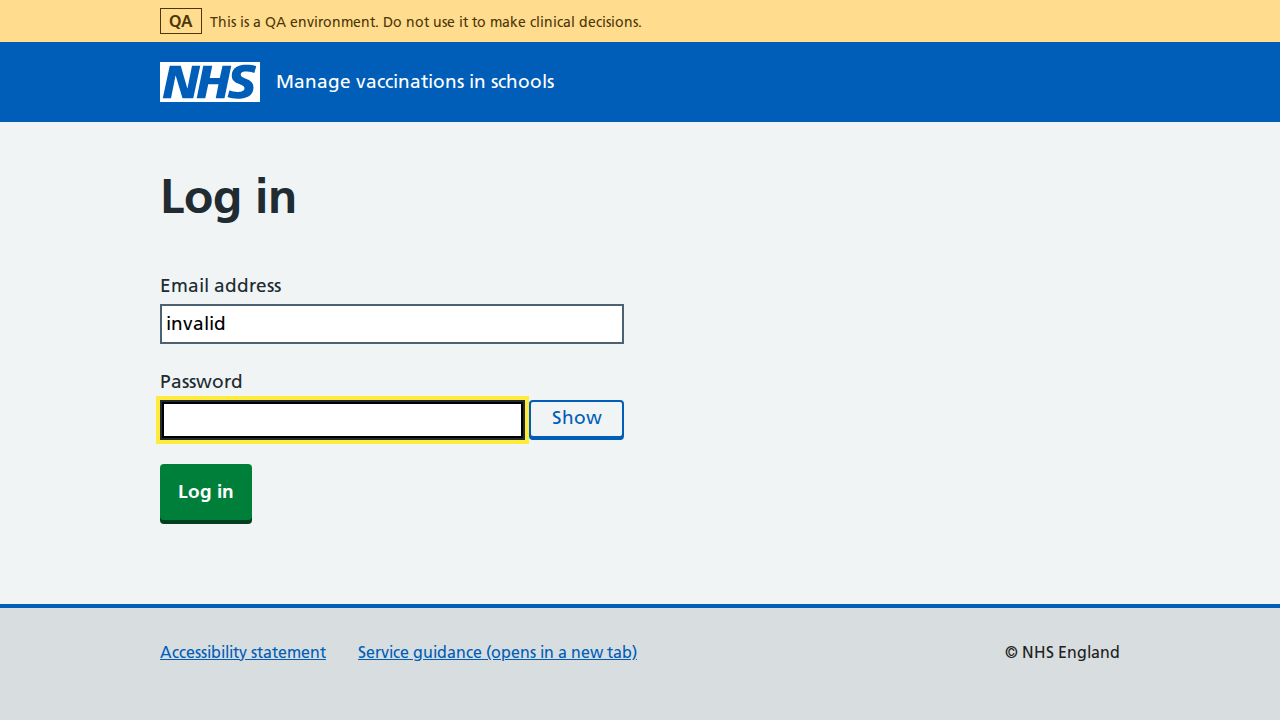 QA This is a QA environment. Do not use it to make clinical decisions.
NHS Manage vaccinations in schools
Log in
Email address
invalid
Password
Show
Log in
Accessibility statement Service guidance (opens in a new tab) © NHS England